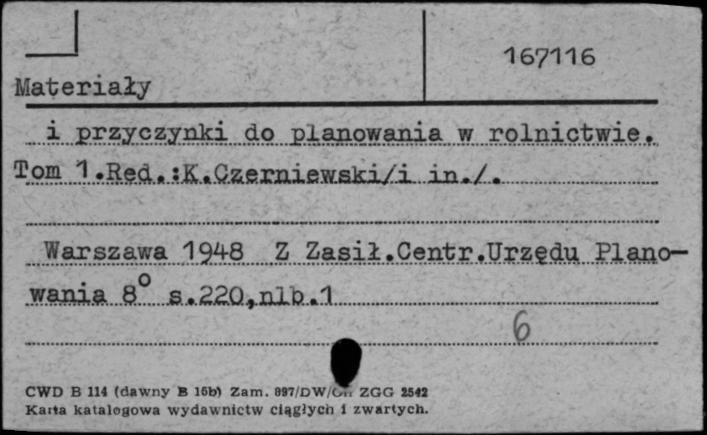 167116
Materiały
i przyczynki do planowania w rolnictwie.
Tom 1.Red.:K.Czerniewski/i in./.
Warszawa 1948 Z Zasił.Centr.Urzędu Plano-
wania 8° s.220,nlb.1
6
CWD B 114 (dawny B 16b) Zam. 897/DW/ ZGG 2542
Karta katalogowa wydawnictw ciągłych i zwartych.